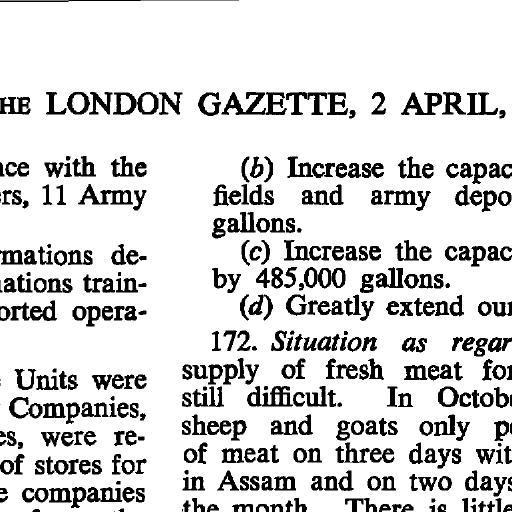 HE LONDON GAZETTE, 2 APRIL,
nce with the
rs, 11 Army
rmations de-
ations train-
orted opera-
Units were
Companies,
es, were re-
of stores for
e companies
(b) Increase the capac
fields and army depo
gallons.
(c) Increase the capac
by 485,000 gallons.
(d) Greatly extend our
172. Situation as regar
supply of fresh meat for
still difficult. In Octobe
sheep and goats only pe
of meat on three days wit
in Assam and on two days
the month. There is little